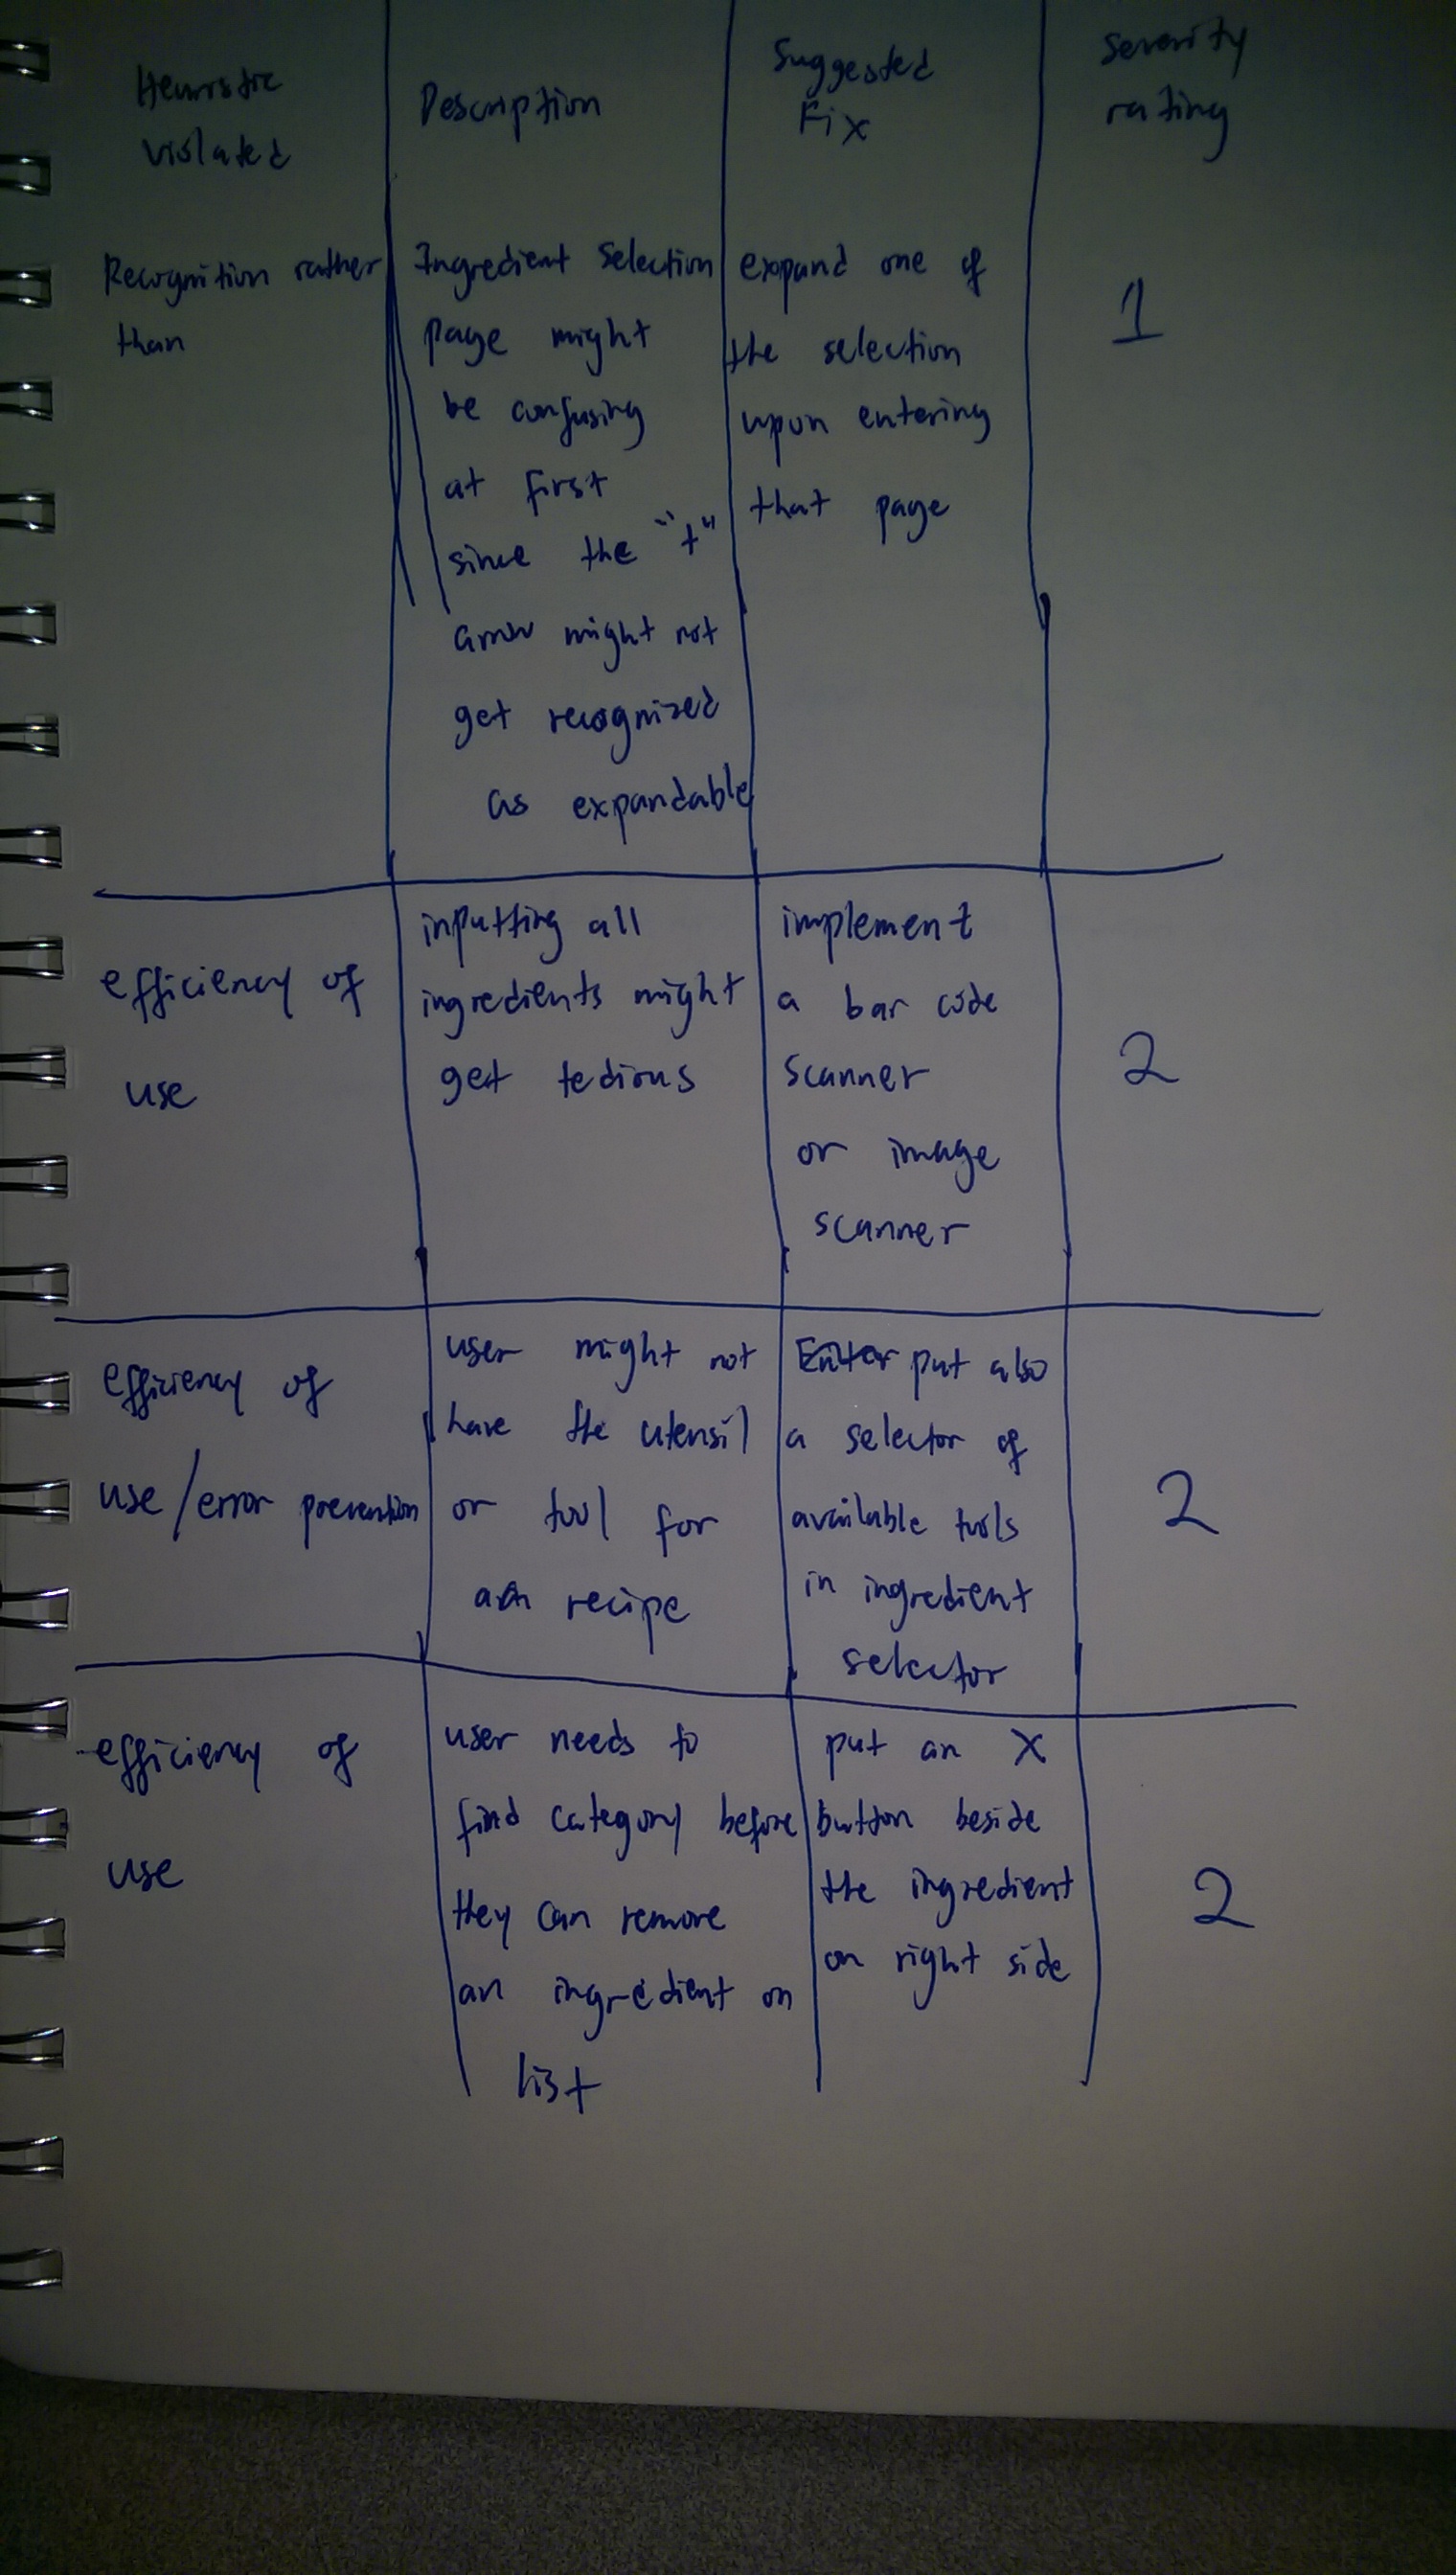 Heuristic
violated
Description
Suggested
Fix
Severity
rating
Recognition rather
than
Ingredient Selection
page might
be confusing
at first
since the "+"
arrow might not
get recognized
as expandable
expand one of
the selection
upon entering
that page
1
efficiency of
use
inputting all
ingredients might
get tedious
implement
a bar code
scanner
or image
scanner
2
efficiency of
use/error prevention
user might not
have the utensil
or tool for
recipe
put also
a selector of
available tools
in ingredient
selector
2
efficiency of
use
user needs to
find category before
they can remove
an ingredient on
list
put an X
button beside
the ingredient
on right side
2